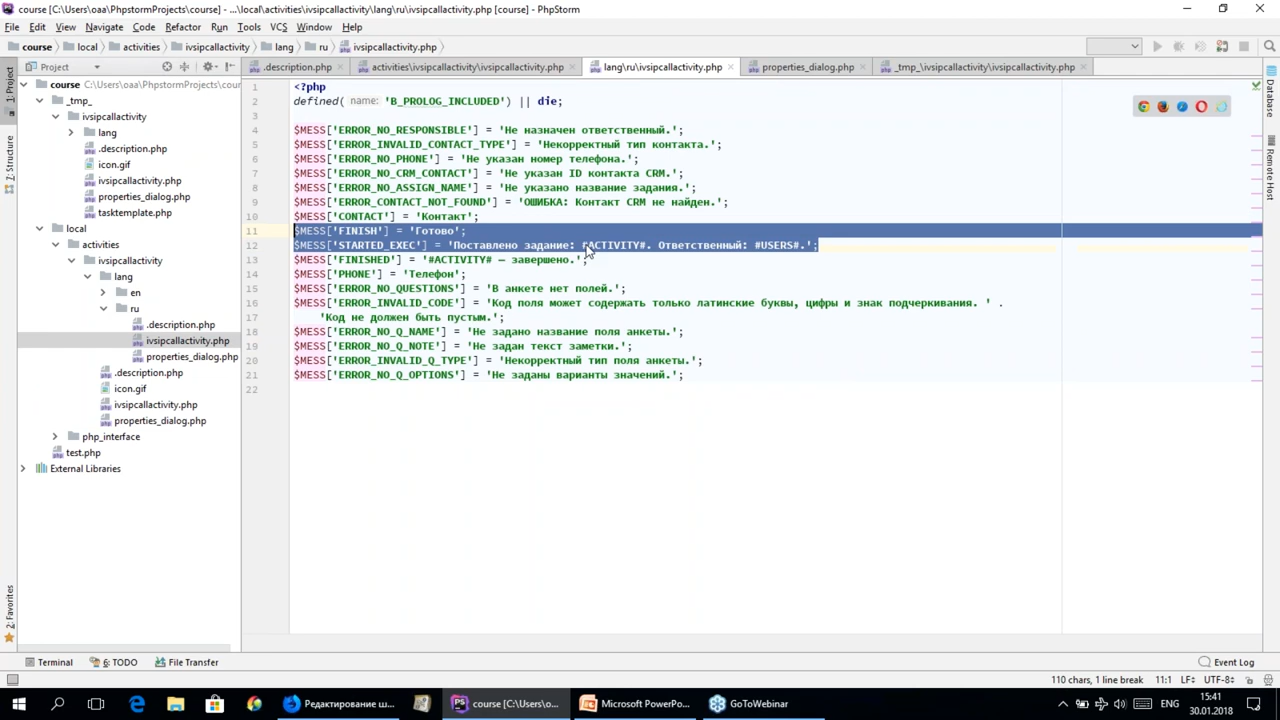 course [C:\Users\oaa\PhpstormProjects\course] - ...\local\activities\ivsipcallactivity\lang\ru\ivsipcallactivity.php [course] - PhpStorm
File Edit View Navigate Code Refactor Run Tools VCS Window Help
course local activities ivsipcallactivity lang ru ivsipcallactivity.php
Project
.description.php
activities\ivsipcallactivity\ivsipcallactivity.php
lang\ru\ivsipcallactivity.php
properties_dialog.php
_tmp_\ivsipcallactivity\ivsipcallactivity.php
1: Project
Structure
2: Favorites
Database
Remote Host
course C:\Users\oaa\PhpstormProjects\cour
_tmp_
ivsipcallactivity
lang
.description.php
icon.gif
ivsipcallactivity.php
properties_dialog.php
tasktemplate.php
local
activities
ivsipcallactivity
lang
en
ru
.description.php
ivsipcallactivity.php
properties_dialog.php
.description.php
icon.gif
ivsipcallactivity.php
properties_dialog.php
php_interface
test.php
External Libraries
1 <?php
2 defined( name: 'B_PROLOG_INCLUDED') || die;
3
4 $MESS['ERROR_NO_RESPONSIBLE'] = 'Не назначен ответственный.';
5 $MESS['ERROR_INVALID_CONTACT_TYPE'] = 'Некорректный тип контакта.';
6 $MESS['ERROR_NO_PHONE'] = 'Не указан номер телефона.';
7 $MESS['ERROR_NO_CRM_CONTACT'] = 'Не указан ID контакта CRM.';
8 $MESS['ERROR_NO_ASSIGN_NAME'] = 'Не указано название задания.';
9 $MESS['ERROR_CONTACT_NOT_FOUND'] = 'ОШИБКА: Контакт CRM не найден.';
10 $MESS['CONTACT'] = 'Контакт';
11 $MESS['FINISH'] = 'Готово';
12 $MESS['STARTED_EXEC'] = 'Поставлено задание: #ACTIVITY#. Ответственный: #USERS#.';
13 $MESS['FINISHED'] = '#ACTIVITY# — завершено.';
14 $MESS['PHONE'] = 'Телефон';
15 $MESS['ERROR_NO_QUESTIONS'] = 'В анкете нет полей.';
16 $MESS['ERROR_INVALID_CODE'] = 'Код поля может содержать только латинские буквы, цифры и знак подчеркивания. ' .
17 'Код не должен быть пустым.';
18 $MESS['ERROR_NO_Q_NAME'] = 'Не задано название поля анкеты.';
19 $MESS['ERROR_NO_Q_NOTE'] = 'Не задан текст заметки.';
20 $MESS['ERROR_INVALID_Q_TYPE'] = 'Некорректный тип поля анкеты.';
21 $MESS['ERROR_NO_Q_OPTIONS'] = 'Не заданы варианты значений.';
22
Terminal 6: TODO File Transfer Event Log
110 chars, 1 line break 11:1 LF÷ UTF-8÷
Редактирование ш... course [C:\Users\o... Microsoft PowerPo... GoToWebinar
ENG 15:41
30.01.2018